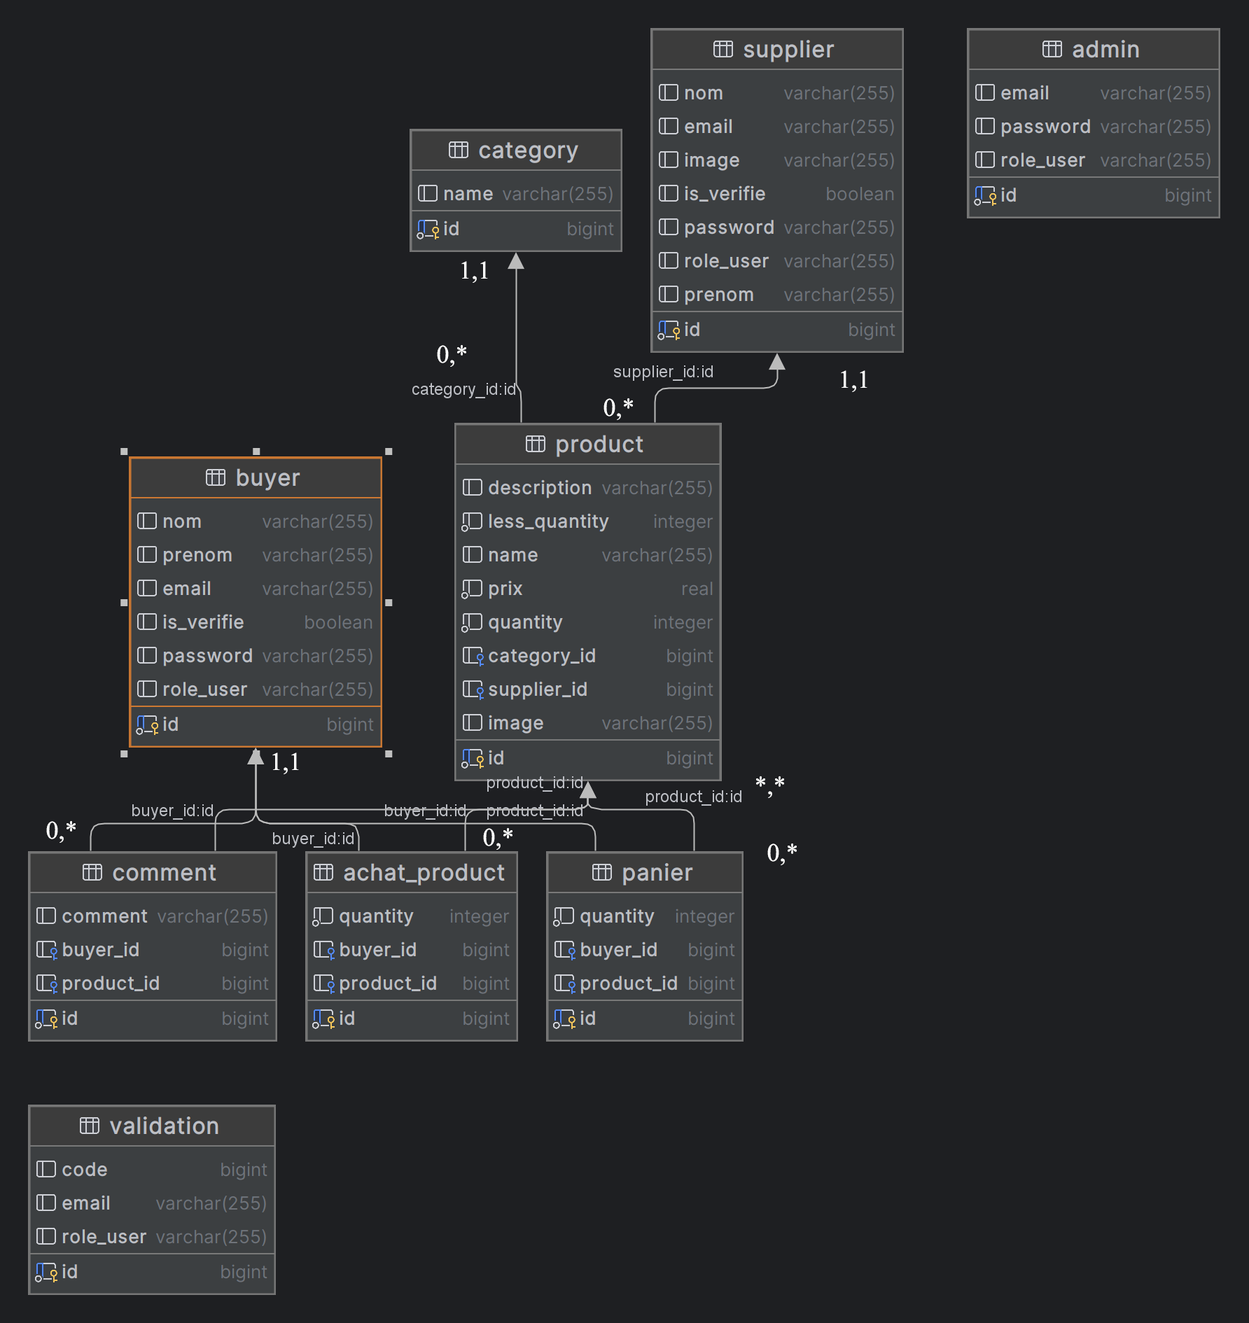 supplier
nom varchar(255)
email varchar(255)
image varchar(255)
is_verifie boolean
password varchar(255)
role_user varchar(255)
prenom varchar(255)
id bigint
admin
email varchar(255)
password varchar(255)
role_user varchar(255)
id bigint
category
name varchar(255)
id bigint
1,1
0,*
category_id:id
supplier_id:id
1,1
0,*
product
description varchar(255)
less_quantity integer
name varchar(255)
prix real
quantity integer
category_id bigint
supplier_id bigint
image varchar(255)
id bigint
buyer
nom varchar(255)
prenom varchar(255)
email varchar(255)
is_verifie boolean
password varchar(255)
role_user varchar(255)
id bigint
1,1
product_id:id
*,*
product_id:id
buyer_id:id
buyer_id:id
product_id:id
0,*
buyer_id:id
0,*
0,*
comment
comment varchar(255)
buyer_id bigint
product_id bigint
id bigint
achat_product
quantity integer
buyer_id bigint
product_id bigint
id bigint
panier
quantity integer
buyer_id bigint
product_id bigint
id bigint
validation
code bigint
email varchar(255)
role_user varchar(255)
id bigint